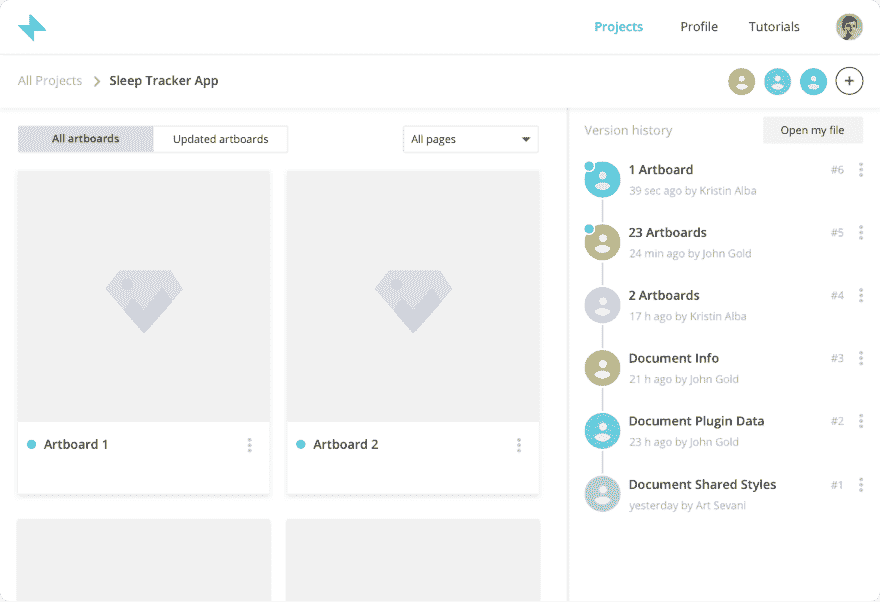 Projects Profile Tutorials
All Projects Sleep Tracker App
All artboards Updated artboards All pages
Artboard 1
Artboard 2
Version history Open my file
1 Artboard #6
39 sec ago by Kristin Alba
23 Artboards #5
24 min ago by John Gold
2 Artboards #4
17 h ago by Kristin Alba
Document Info #3
21 h ago by John Gold
Document Plugin Data #2
23 h ago by John Gold
Document Shared Styles #1
yesterday by Art Sevani